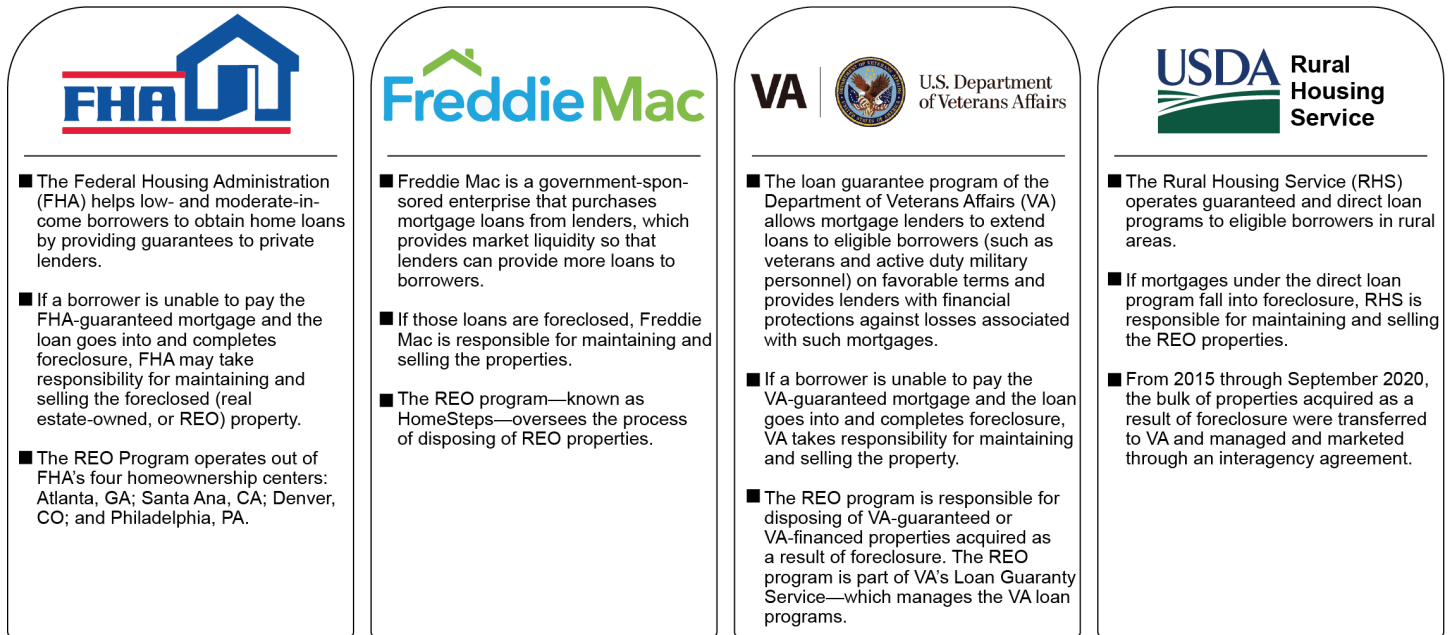 FHA
■ The Federal Housing Administration
(FHA) helps low- and moderate-in-
come borrowers to obtain home loans
by providing guarantees to private
lenders.
■ If a borrower is unable to pay the
FHA-guaranteed mortgage and the
loan goes into and completes
foreclosure, FHA may take
responsibility for maintaining and
selling the foreclosed (real
estate-owned, or REO) property.
■ The REO Program operates out of
FHA’s four homeownership centers:
Atlanta, GA; Santa Ana, CA; Denver,
CO; and Philadelphia, PA.
Freddie Mac
■ Freddie Mac is a government-spon-
sored enterprise that purchases
mortgage loans from lenders, which
provides market liquidity so that
lenders can provide more loans to
borrowers.
■ If those loans are foreclosed, Freddie
Mac is responsible for maintaining and
selling the properties.
■ The REO program—known as
HomeSteps—oversees the process
of disposing of REO properties.
VA
U.S. Department
of Veterans Affairs
■ The loan guarantee program of the
Department of Veterans Affairs (VA)
allows mortgage lenders to extend
loans to eligible borrowers (such as
veterans and active duty military
personnel) on favorable terms and
provides lenders with financial
protections against losses associated
with such mortgages.
■ If a borrower is unable to pay the
VA-guaranteed mortgage and the loan
goes into and completes foreclosure,
VA takes responsibility for maintaining
and selling the property.
■ The REO program is responsible for
disposing of VA-guaranteed or
VA-financed properties acquired as
a result of foreclosure. The REO
program is part of VA’s Loan Guaranty
Service—which manages the VA loan
programs.
USDA
Rural
Housing
Service
■ The Rural Housing Service (RHS)
operates guaranteed and direct loan
programs to eligible borrowers in rural
areas.
■ If mortgages under the direct loan
program fall into foreclosure, RHS is
responsible for maintaining and selling
the REO properties.
■ From 2015 through September 2020,
the bulk of properties acquired as a
result of foreclosure were transferred
to VA and managed and marketed
through an interagency agreement.